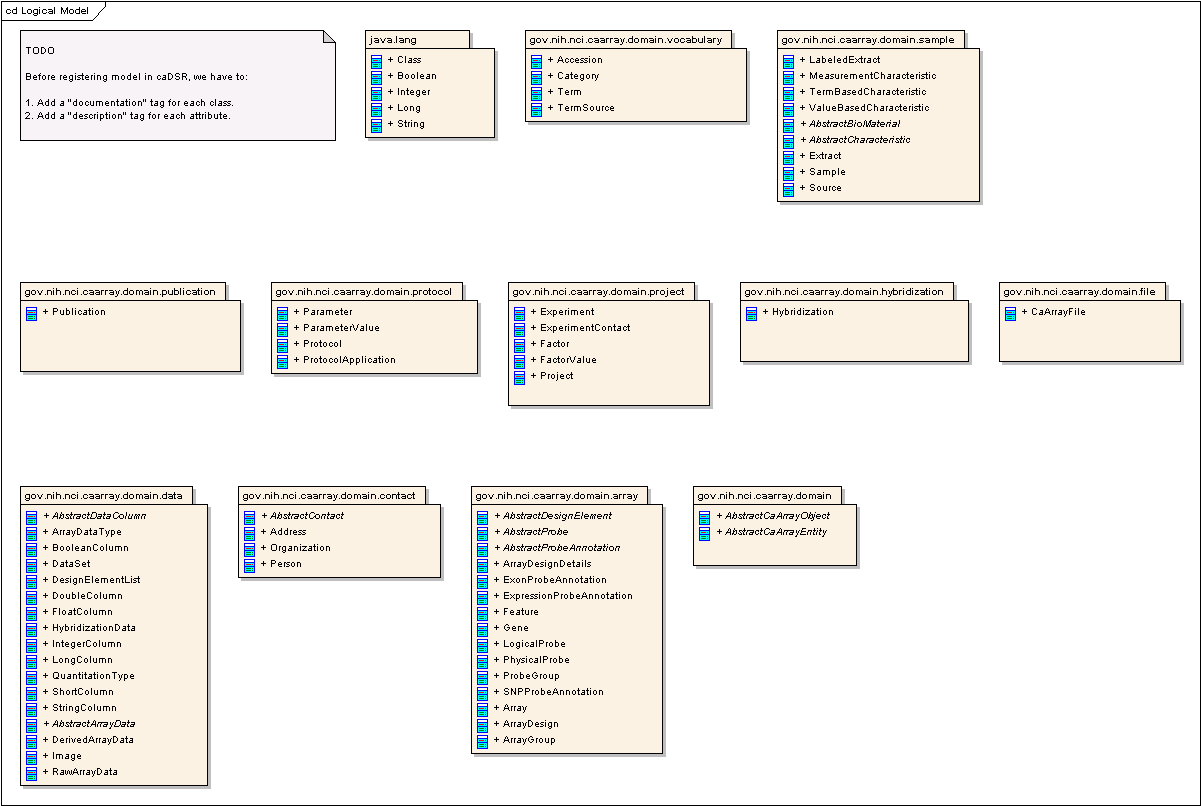 cd Logical Model
TODO
Before registering model in caDSR, we have to:
1. Add a "documentation" tag for each class.
2. Add a "description" tag for each attribute.
java.lang
+ Class
+ Boolean
+ Integer
+ Long
+ String
gov.nih.nci.caarray.domain.vocabulary
+ Accession
+ Category
+ Term
+ TermSource
gov.nih.nci.caarray.domain.sample
+ LabeledExtract
+ MeasurementCharacteristic
+ TermBasedCharacteristic
+ ValueBasedCharacteristic
+ AbstractBioMaterial
+ AbstractCharacteristic
+ Extract
+ Sample
+ Source
gov.nih.nci.caarray.domain.publication
+ Publication
gov.nih.nci.caarray.domain.protocol
+ Parameter
+ ParameterValue
+ Protocol
+ ProtocolApplication
gov.nih.nci.caarray.domain.project
+ Experiment
+ ExperimentContact
+ Factor
+ FactorValue
+ Project
gov.nih.nci.caarray.domain.hybridization
+ Hybridization
gov.nih.nci.caarray.domain.file
+ CaArrayFile
gov.nih.nci.caarray.domain.data
+ AbstractDataColumn
+ ArrayDataType
+ BooleanColumn
+ DataSet
+ DesignElementList
+ DoubleColumn
+ FloatColumn
+ HybridizationData
+ IntegerColumn
+ LongColumn
+ QuantitationType
+ ShortColumn
+ StringColumn
+ AbstractArrayData
+ DerivedArrayData
+ Image
+ RawArrayData
gov.nih.nci.caarray.domain.contact
+ AbstractContact
+ Address
+ Organization
+ Person
gov.nih.nci.caarray.domain.array
+ AbstractDesignElement
+ AbstractProbe
+ AbstractProbeAnnotation
+ ArrayDesignDetails
+ ExonProbeAnnotation
+ ExpressionProbeAnnotation
+ Feature
+ Gene
+ LogicalProbe
+ PhysicalProbe
+ ProbeGroup
+ SNPProbeAnnotation
+ Array
+ ArrayDesign
+ ArrayGroup
gov.nih.nci.caarray.domain
+ AbstractCaArrayObject
+ AbstractCaArrayEntity